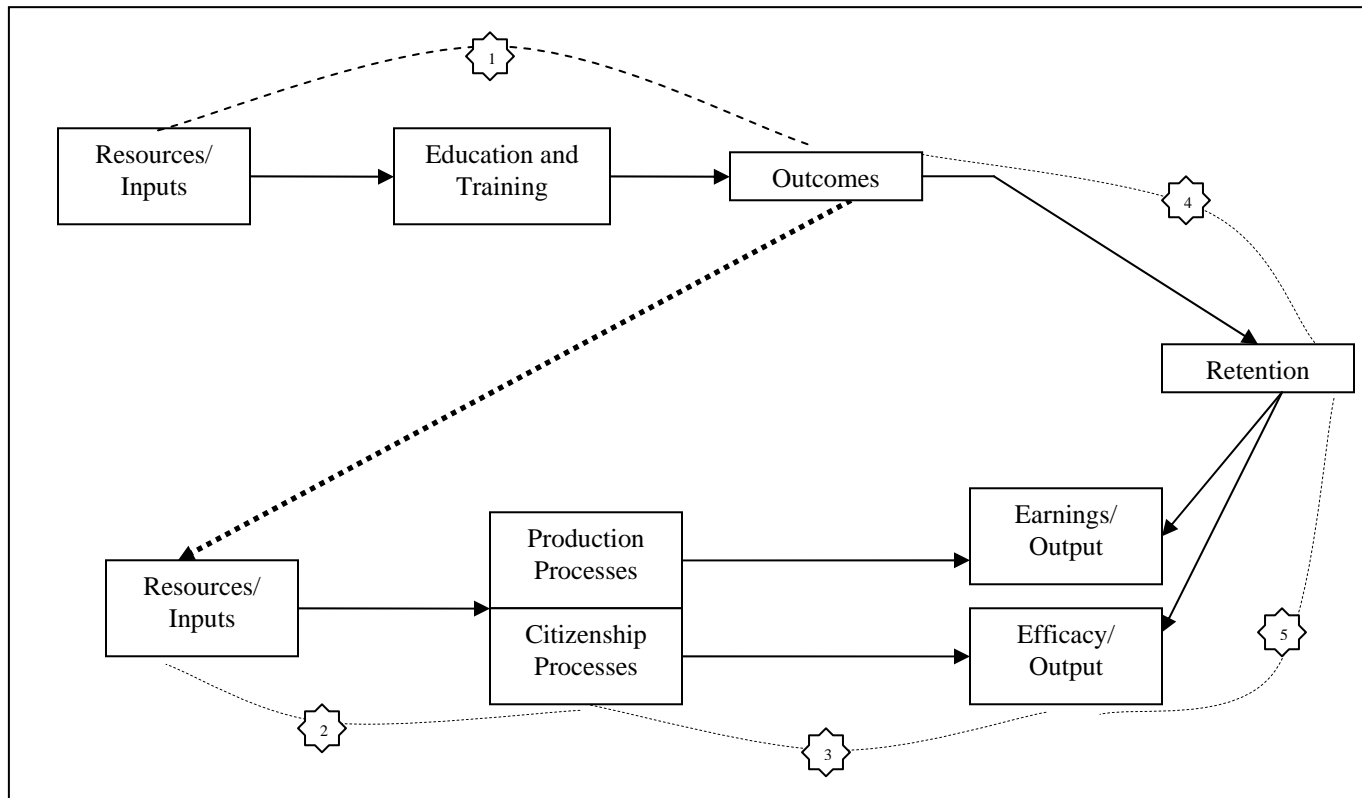 1
Resources/
Inputs
Education and
Training
Outcomes
4
Retention
Earnings/
Output
Production
Processes
Resources/
Inputs
Citizenship
Processes
Efficacy/
Output
5
2
3